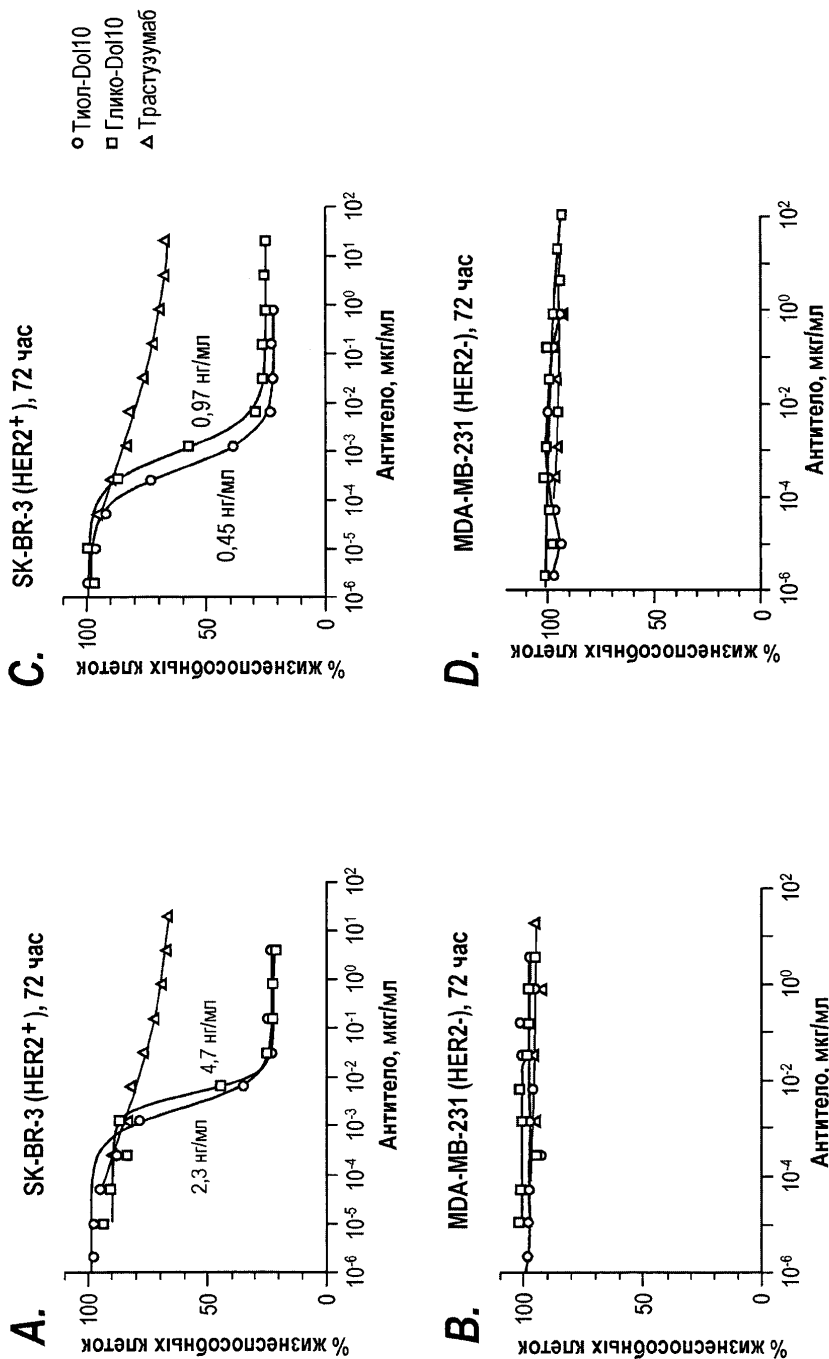 A.
SK-BR-3 (HER2+), 72 час
% жизнеспособных клеток
100
50
0
2,3 нг/мл
4,7 нг/мл
10-6
10-5
10-4
10-3
10-2
10-1
100
101
102
Антитело, мкг/мл
C.
SK-BR-3 (HER2+ ), 72 час
% жизнеспособных клеток
100
50
0
0,45 нг/мл
0,97 нг/мл
10-6
10-5
10-4
10-3
10-2
10-1
100
101
102
Антитело, мкг/мл
Тиол-Dol10
Глико-Dol10
Трастузумаб
B.
MDA-MB-231 (HER2-), 72 час
% жизнеспособных клеток
100
50
0
10-6
10-4
10-2
100
102
Антитело, мкг/мл
D.
MDA-MB-231 (HER2-), 72 час
% жизнеспособных клеток
100
50
0
10-6
10-4
10-2
100
102
Антитело, мкг/мл